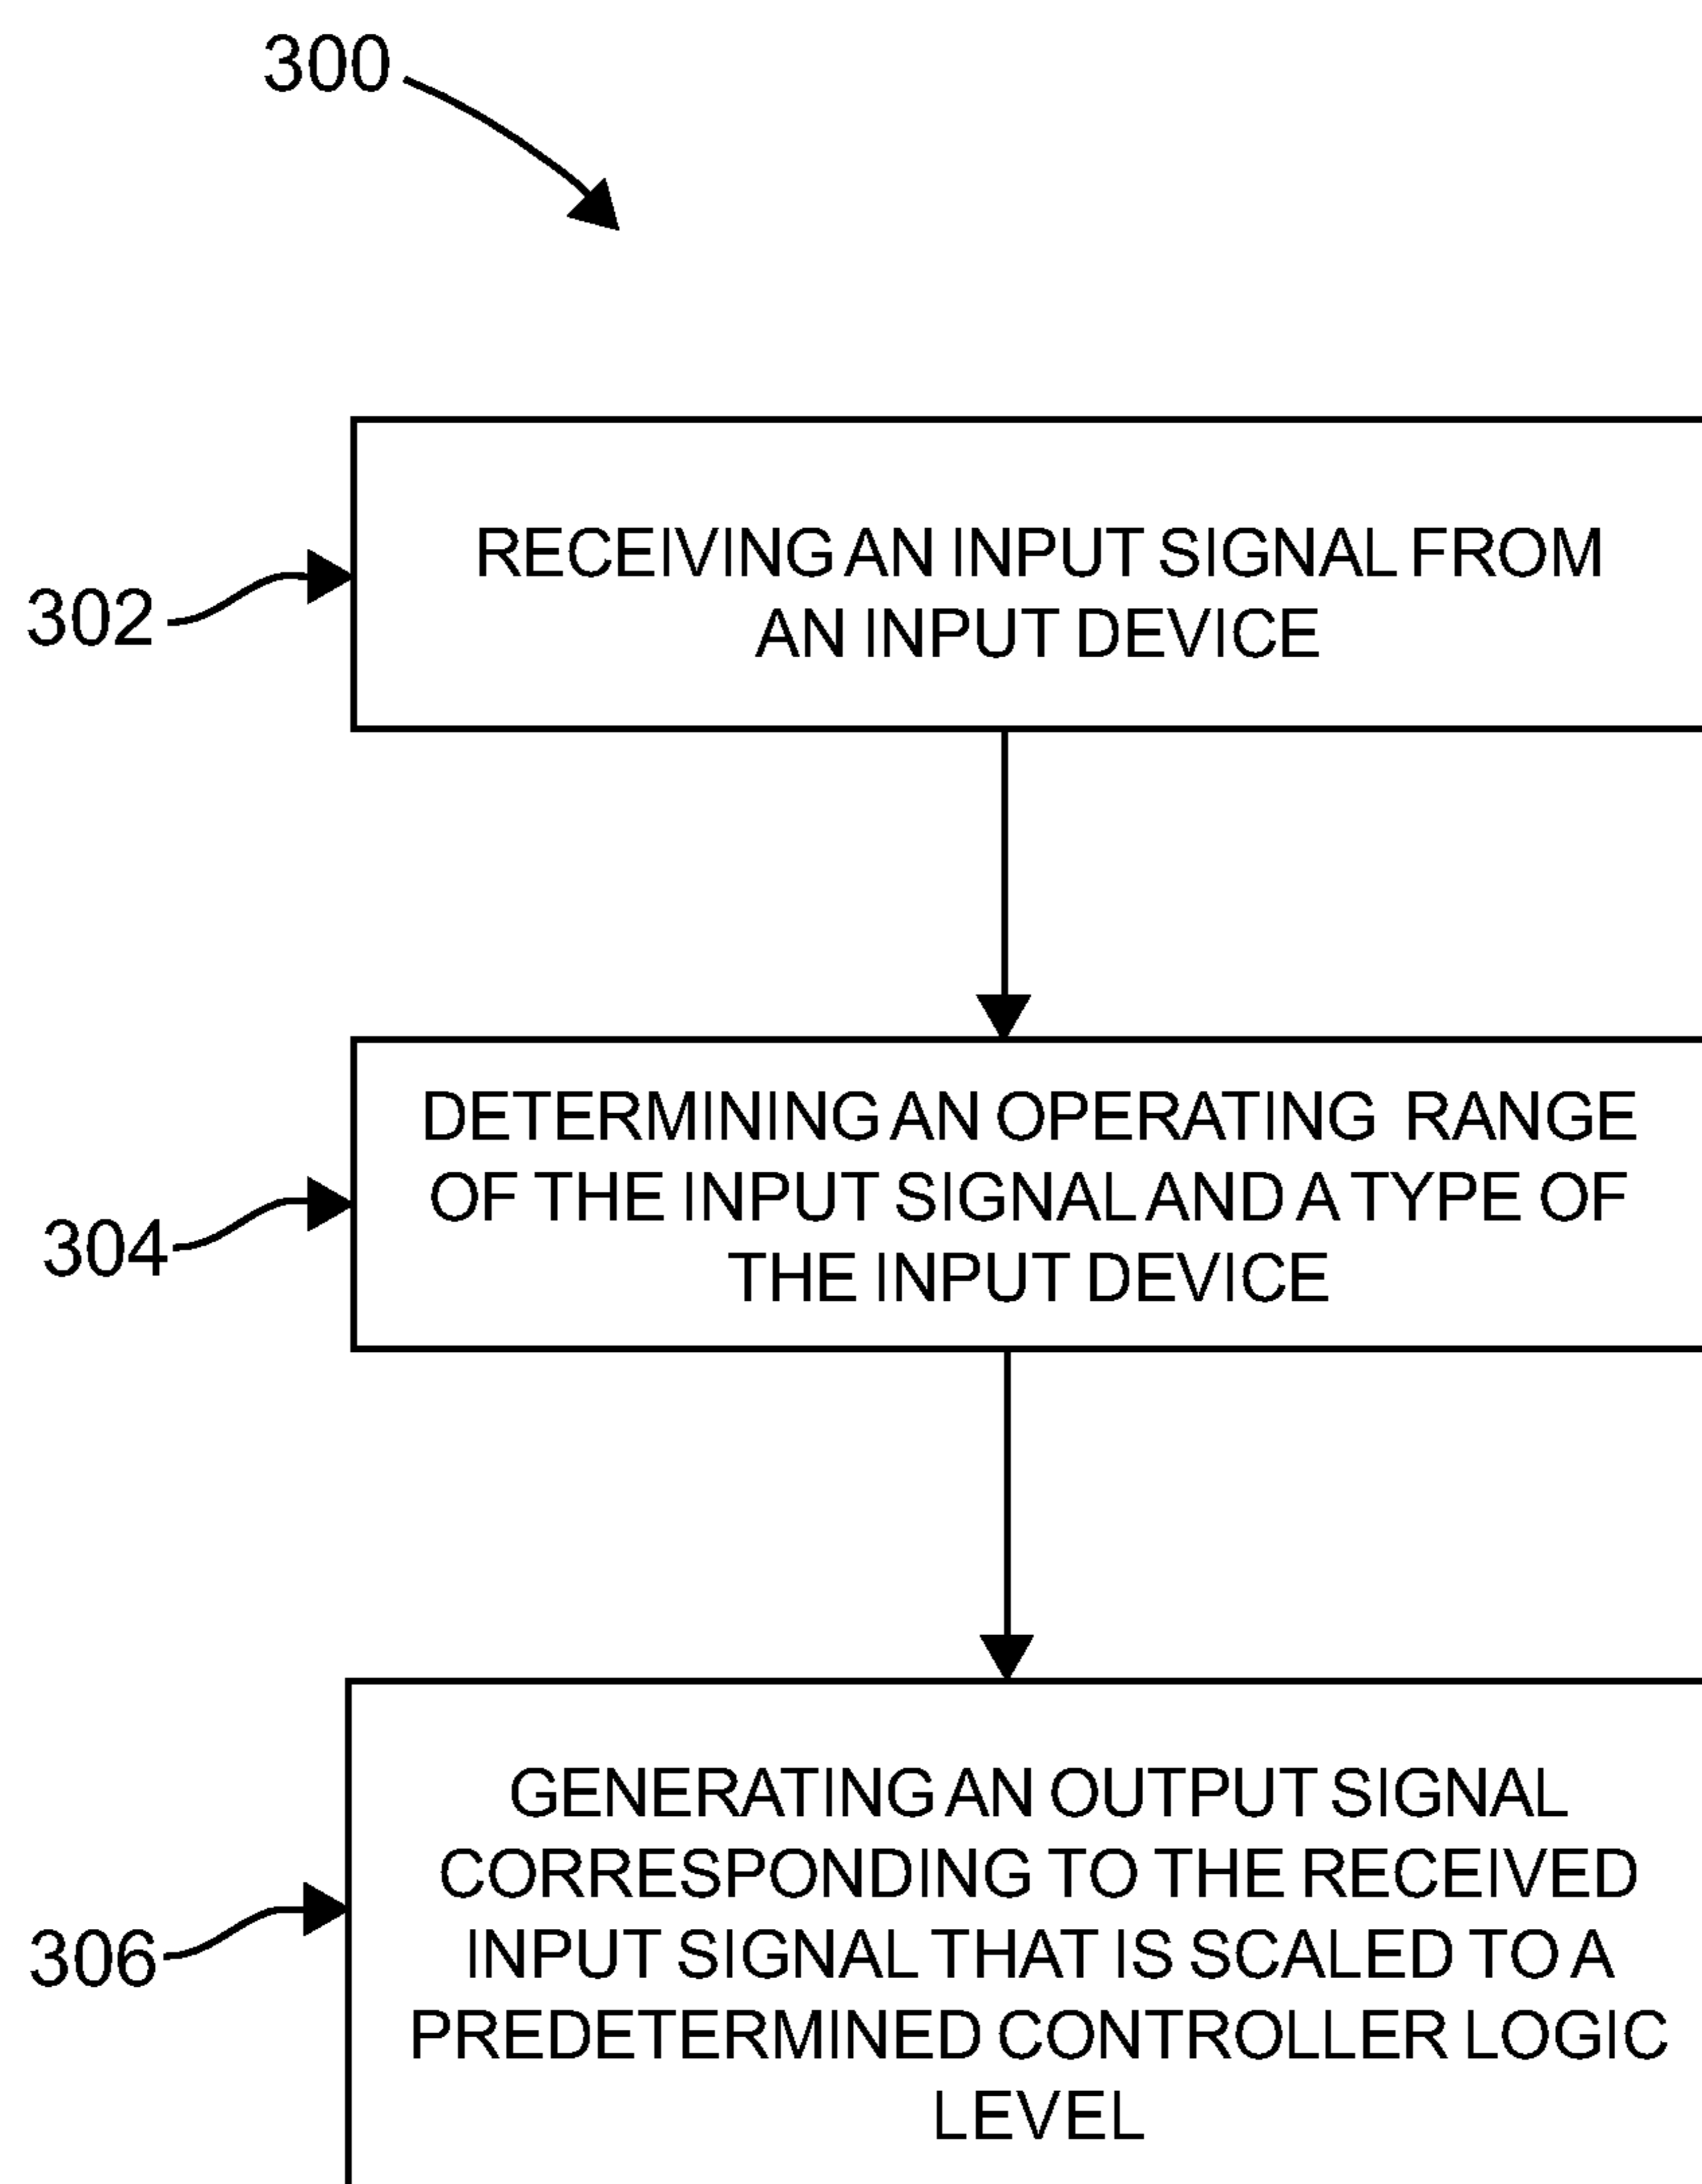 300
302
RECEIVING AN INPUT SIGNAL FROM
AN INPUT DEVICE
304
DETERMINING AN OPERATING RANGE
OF THE INPUT SIGNAL AND A TYPE OF
THE INPUT DEVICE
306
GENERATING AN OUTPUT SIGNAL
CORRESPONDING TO THE RECEIVED
INPUT SIGNAL THAT IS SCALED TO A
PREDETERMINED CONTROLLER LOGIC
LEVEL